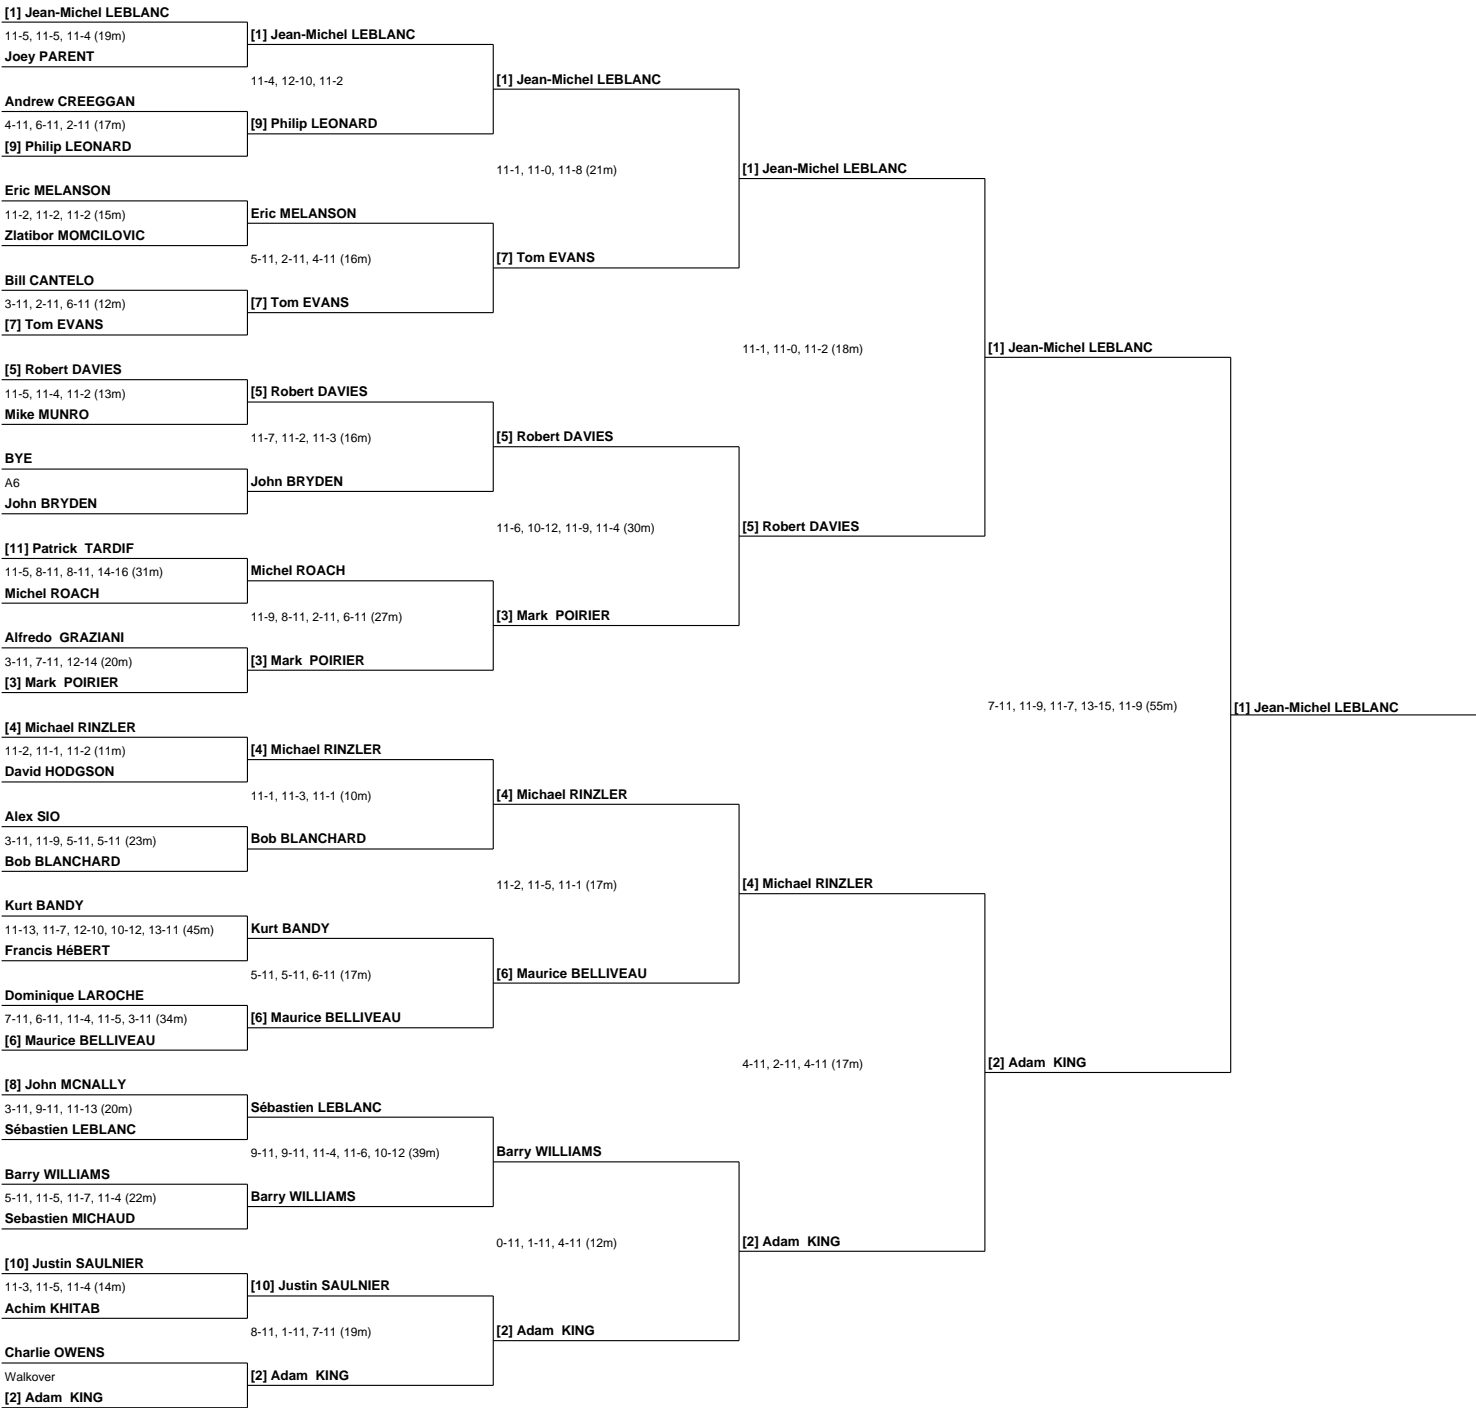 [1] Jean-Michel LEBLANC
11-5, 11-5, 11-4 (19m)
[1] Jean-Michel LEBLANC
Joey PARENT
11-4, 12-10, 11-2
[1] Jean-Michel LEBLANC
Andrew CREEGGAN
4-11, 6-11, 2-11 (17m)
[9] Philip LEONARD
[9] Philip LEONARD
11-1, 11-0, 11-8 (21m)
[1] Jean-Michel LEBLANC
Eric MELANSON
11-2, 11-2, 11-2 (15m)
Eric MELANSON
Zlatibor MOMCILOVIC
5-11, 2-11, 4-11 (16m)
[7] Tom EVANS
Bill CANTELO
3-11, 2-11, 6-11 (12m)
[7] Tom EVANS
[7] Tom EVANS
11-1, 11-0, 11-2 (18m)
[1] Jean-Michel LEBLANC
[5] Robert DAVIES
11-5, 11-4, 11-2 (13m)
[5] Robert DAVIES
Mike MUNRO
11-7, 11-2, 11-3 (16m)
[5] Robert DAVIES
BYE
A6
John BRYDEN
John BRYDEN
11-6, 10-12, 11-9, 11-4 (30m)
[5] Robert DAVIES
[11] Patrick  TARDIF
11-5, 8-11, 8-11, 14-16 (31m)
Michel ROACH
Michel ROACH
11-9, 8-11, 2-11, 6-11 (27m)
[3] Mark  POIRIER
Alfredo  GRAZIANI
3-11, 7-11, 12-14 (20m)
[3] Mark  POIRIER
[3] Mark  POIRIER
7-11, 11-9, 11-7, 13-15, 11-9 (55m)
[1] Jean-Michel LEBLANC
[4] Michael RINZLER
11-2, 11-1, 11-2 (11m)
[4] Michael RINZLER
David HODGSON
11-1, 11-3, 11-1 (10m)
[4] Michael RINZLER
Alex SIO
3-11, 11-9, 5-11, 5-11 (23m)
Bob BLANCHARD
Bob BLANCHARD
11-2, 11-5, 11-1 (17m)
[4] Michael RINZLER
Kurt BANDY
11-13, 11-7, 12-10, 10-12, 13-11 (45m)
Kurt BANDY
Francis HéBERT
5-11, 5-11, 6-11 (17m)
[6] Maurice BELLIVEAU
Dominique LAROCHE
7-11, 6-11, 11-4, 11-5, 3-11 (34m)
[6] Maurice BELLIVEAU
[6] Maurice BELLIVEAU
4-11, 2-11, 4-11 (17m)
[2] Adam  KING
[8] John MCNALLY
3-11, 9-11, 11-13 (20m)
Sébastien LEBLANC
Sébastien LEBLANC
9-11, 9-11, 11-4, 11-6, 10-12 (39m)
Barry WILLIAMS
Barry WILLIAMS
5-11, 11-5, 11-7, 11-4 (22m)
Barry WILLIAMS
Sebastien MICHAUD
0-11, 1-11, 4-11 (12m)
[2] Adam  KING
[10] Justin SAULNIER
11-3, 11-5, 11-4 (14m)
[10] Justin SAULNIER
Achim KHITAB
8-11, 1-11, 7-11 (19m)
[2] Adam  KING
Charlie OWENS
Walkover
[2] Adam  KING
[2] Adam  KING